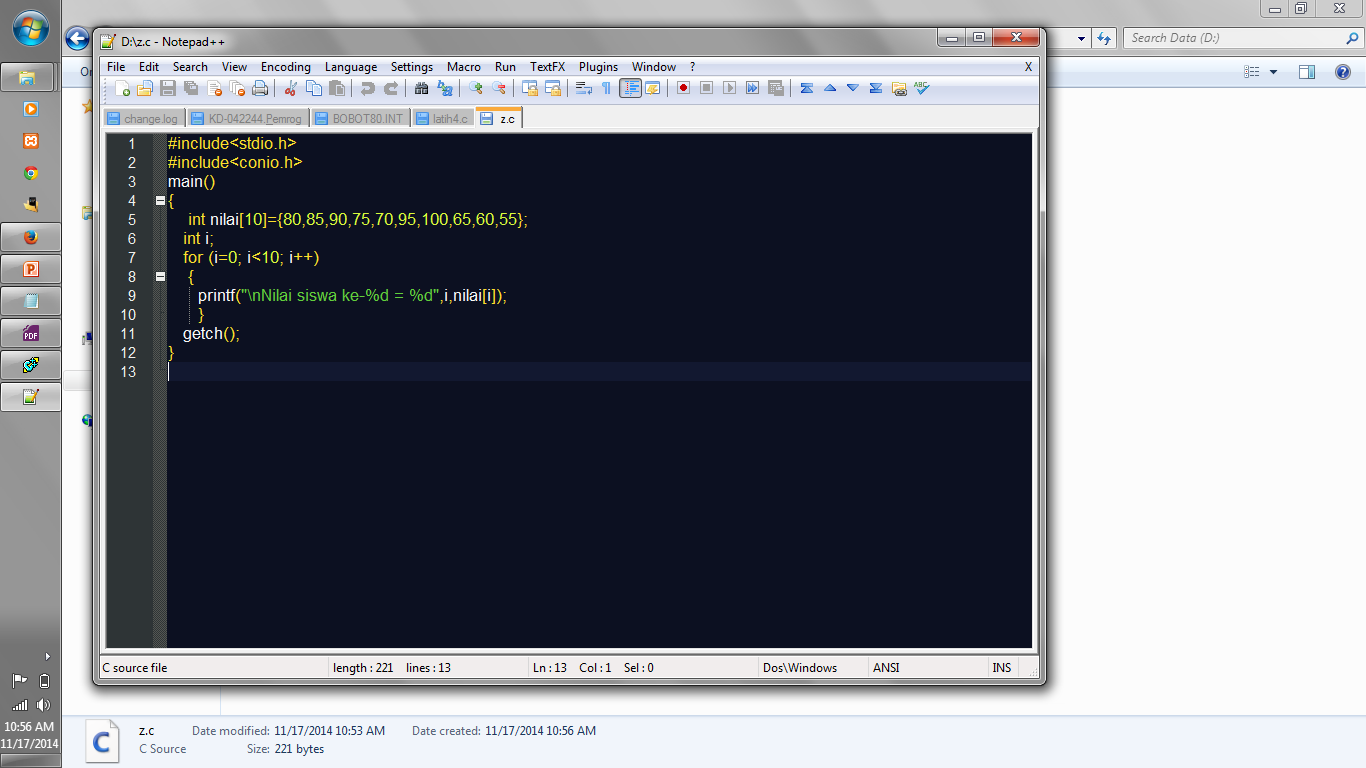 D:\z.c - Notepad++
Search Data (D:)
File Edit Search View Encoding Language Settings Macro Run TextFX Plugins Window ? X
change.log KD-042244 Pemrog BOBOT80.INT latih4.c z.c
1 #include<stdio.h>
2 #include<conio.h>
3 main()
4 {
5 int nilai[10]={80,85,90,75,70,95,100,65,60,55};
6 int i;
7 for (i=0; i<10; i++)
8 {
9 printf("\nNilai siswa ke-%d = %d",i,nilai[i]);
10 }
11 getch();
12 }
13
C source file length : 221 lines : 13 Ln : 13 Col : 1 Sel : 0 Dos\Windows ANSI INS
10:56 AM
11/17/2014
z.c Date modified: 11/17/2014 10:53 AM Date created: 11/17/2014 10:56 AM
C Source Size: 221 bytes